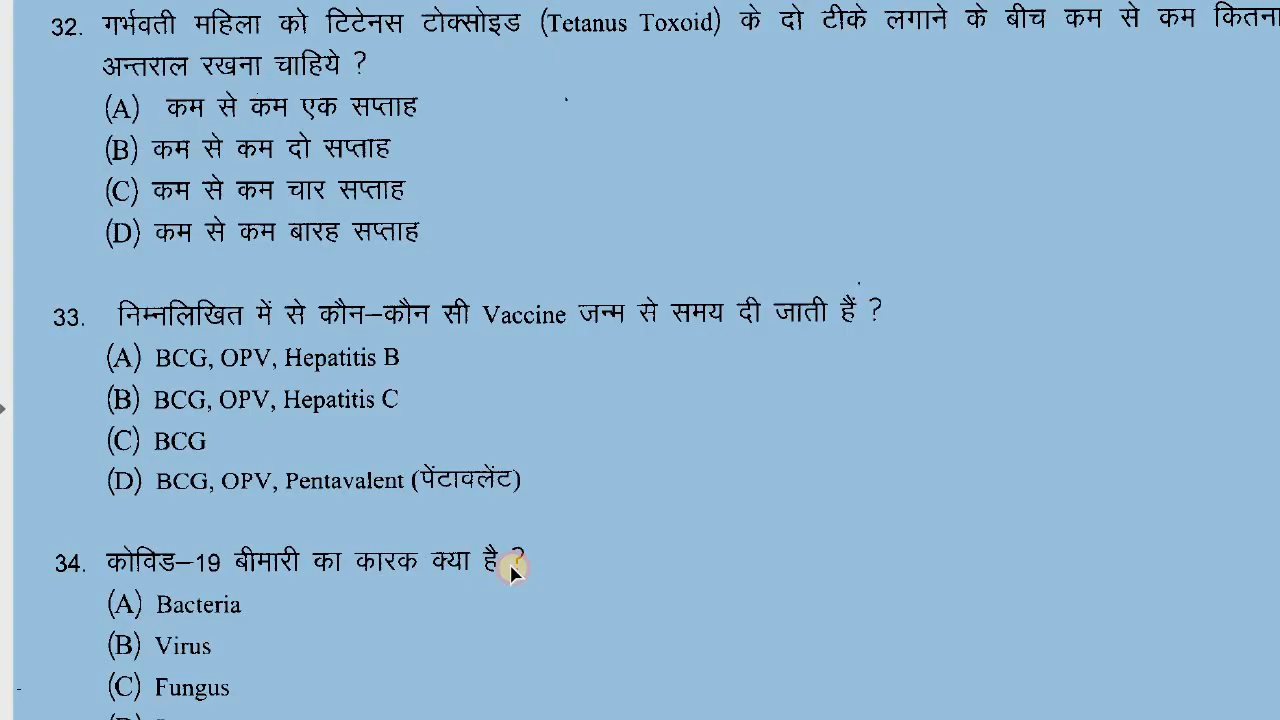 32. गर्भवती महिला को टिटेनस टोक्सोइड (Tetanus Toxoid) के दो टीके लगाने के बीच कम से कम कितना
अन्तराल रखना चाहिये ?
(A) कम से कम एक सप्ताह
(B) कम से कम दो सप्ताह
(C) कम से कम चार सप्ताह
(D) कम से कम बारह सप्ताह
33. निम्नलिखित में से कौन–कौन सी Vaccine जन्म से समय दी जाती हैं ?
(A) BCG, OPV, Hepatitis B
(B) BCG, OPV, Hepatitis C
(C) BCG
(D) BCG, OPV, Pentavalent (पेंटावलेंट)
34. कोविड–19 बीमारी का कारक क्या है ?
(A) Bacteria
(B) Virus
(C) Fungus